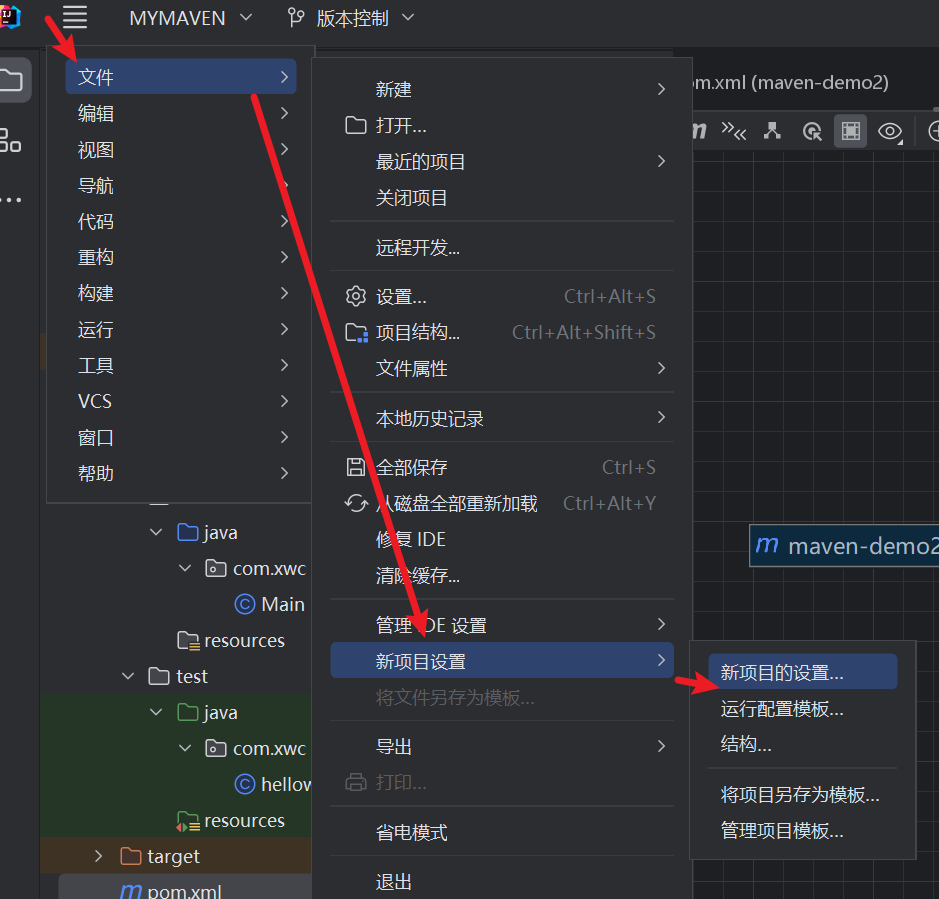 MYMAVEN
版本控制
文件
编辑
视图
导航
代码
重构
构建
运行
工具
VCS
窗口
帮助
新建
打开...
最近的项目
关闭项目
远程开发...
设置... Ctrl+Alt+S
项目结构... Ctrl+Alt+Shift+S
文件属性
本地历史记录
全部保存 Ctrl+S
从磁盘全部重新加载 Ctrl+Alt+Y
修复 IDE
清除缓存...
管理 IDE 设置
新项目设置
将文件另存为模板...
导出
打印...
省电模式
退出
新项目的设置...
运行配置模板...
结构...
将项目另存为模板...
管理项目模板...
java
com.xwc
Main
resources
test
java
com.xwc
hellow
resources
target
pom.xml
om.xml (maven-demo2)
maven-demo2